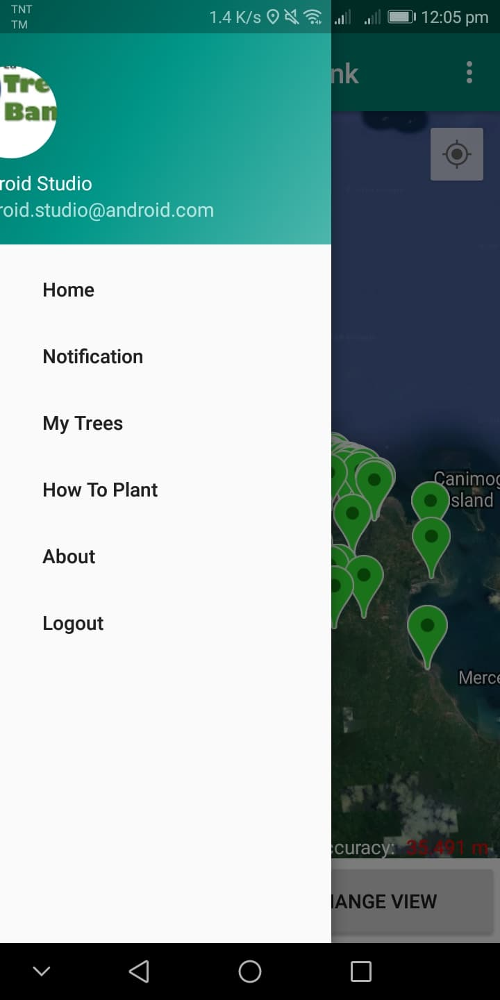 TNT
TM
1.4 K/s
12:05 pm
nk
Tre
Ban
roid Studio
roid.studio@android.com
Home
Notification
My Trees
How To Plant
About
Logout
Canimog
Island
Merce
ccuracy: 35.491 m
HANGE VIEW